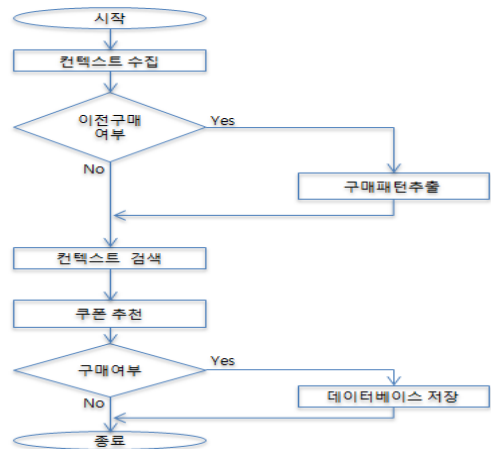 시작
컨텍스트 수집
이전구매
여부
Yes
No
구매패턴추출
컨텍스트 검색
쿠폰 추천
구매여부
Yes
No
데이터베이스 저장
종료